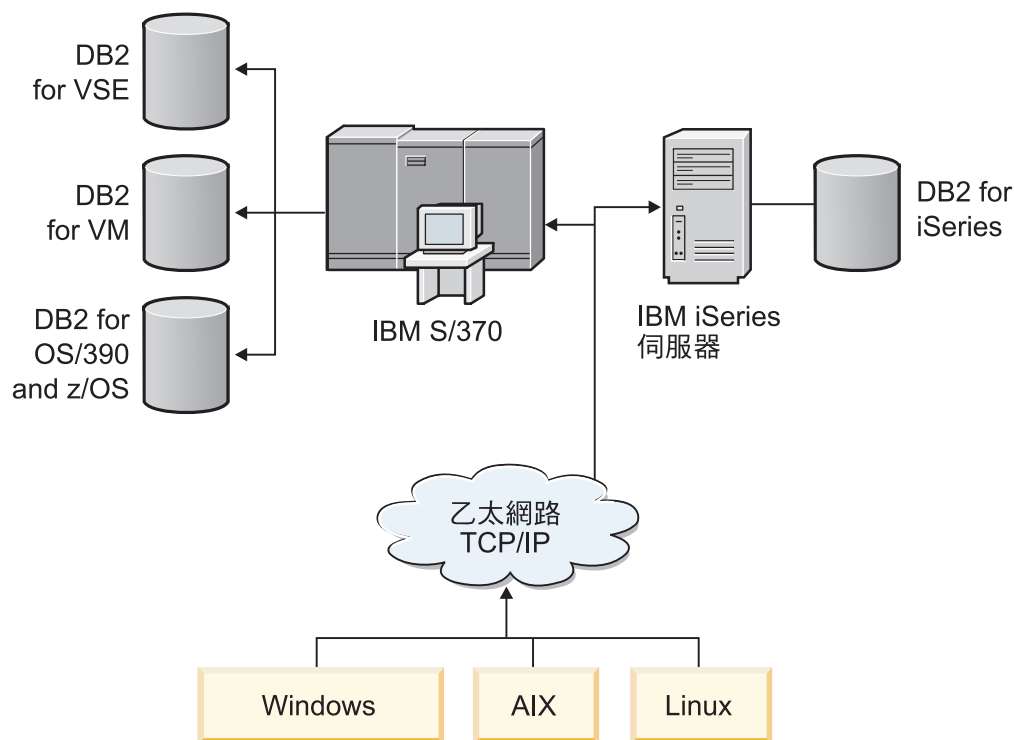 DB2
for VSE
DB2
for VM
DB2 for
OS/390
and z/OS
IBM S/370
IBM iSeries
伺服器
DB2 for
iSeries
乙太網路
TCP/IP
Windows
AIX
Linux